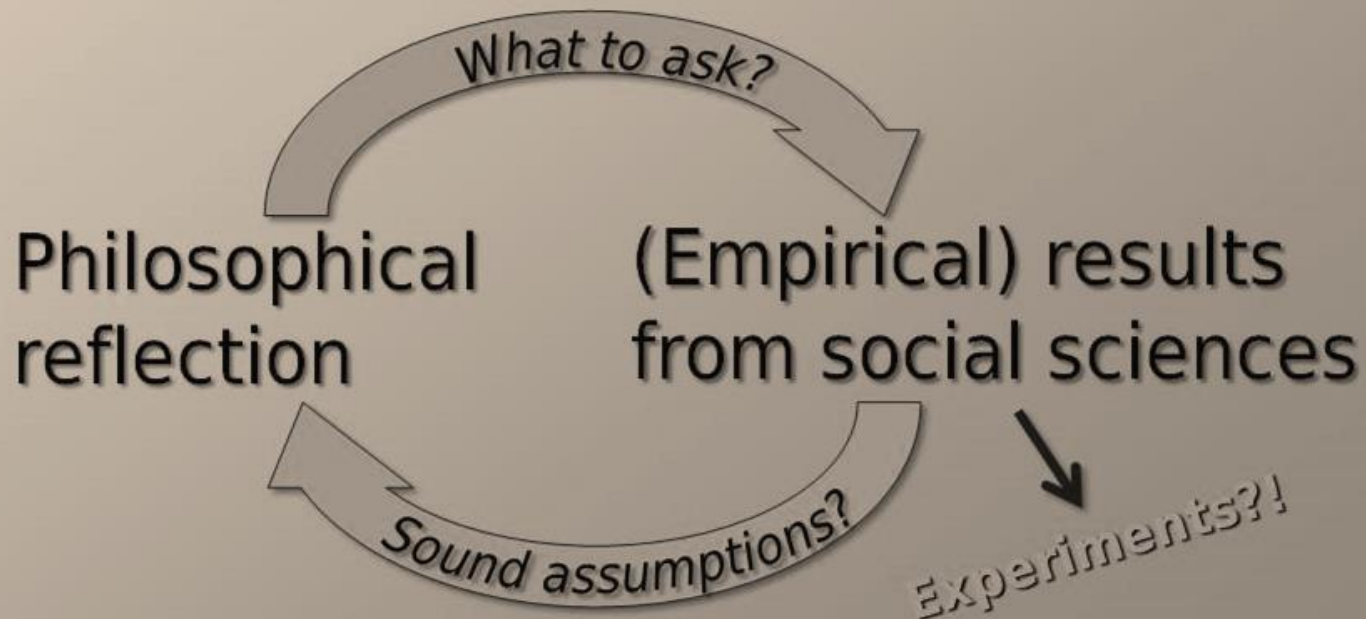 What to ask?
Philosophical
reflection
(Empirical) results
from social sciences
Sound assumptions?
Experiments?!